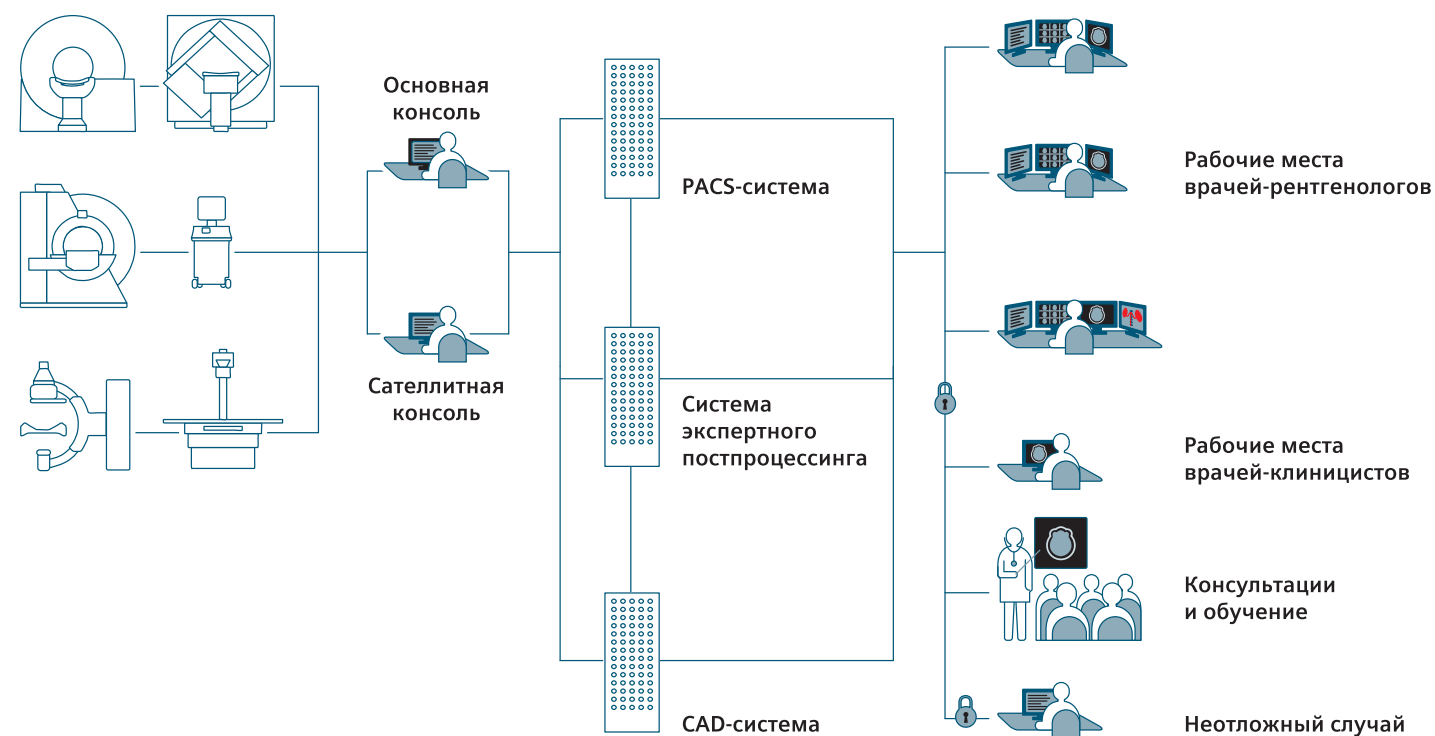 Основная
консоль
Сателлитная
консоль
PACS-система
Система
экспертного
постпроцессинга
CAD-система
Рабочие места
врачей-рентгенологов
Рабочие места
врачей-клиницистов
Консультации
и обучение
Неотложный случай